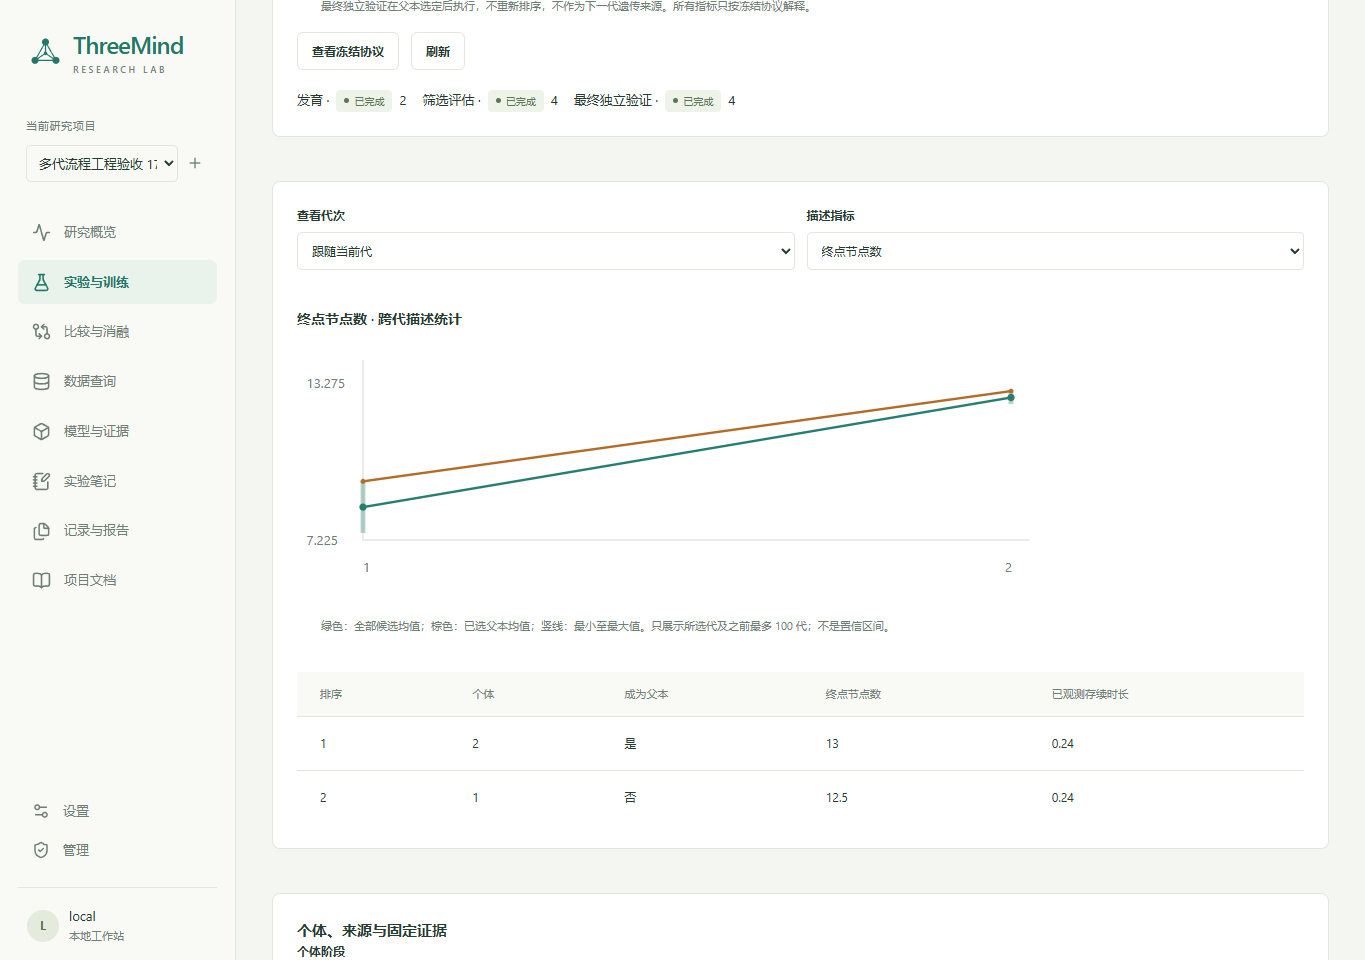 ThreeMind
RESEARCH LAB
当前研究项目
多代流程工程验收 17
研究概览
实验与训练
比较与消融
数据查询
模型与证据
实验笔记
记录与报告
项目文档
设置
管理
L
local
本地工作站
最终独立验证在父本选定后执行，不重新排序，不作为下一代遗传来源。所有指标只按冻结协议解释。
查看冻结协议
刷新
发育 · 已完成 2 筛选评估 · 已完成 4 最终独立验证 · 已完成 4
查看代次
描述指标
跟随当前代
终点节点数
终点节点数 · 跨代描述统计
13.275
7.225
1
2
绿色：全部候选均值；棕色：已选父本均值；竖线：最小至最大值。只展示所选代及之前最多 100 代；不是置信区间。
排序 个体 成为父本 终点节点数 已观测存续时长
1 2 是 13 0.24
2 1 否 12.5 0.24
个体、来源与固定证据
个体阶段